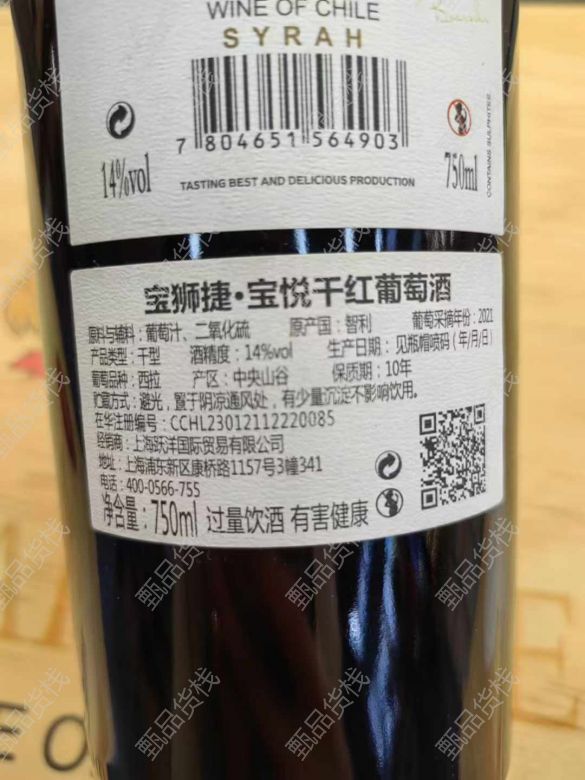 WINE OF CHILE
SYRAH
7 804651 564903
14%vol
TASTING BEST AND DELICIOUS PRODUCTION
750ml
CONTAINS SULPHITES
宝狮捷·宝悦干红葡萄酒
原料与辅料:葡萄汁、二氧化硫 原产国:智利 葡萄采摘年份:2021
产品类型:干型 酒精度:14%vol 生产日期:见瓶帽喷码(年/月/日)
葡萄品种:西拉 产区:中央山谷 保质期:10年
贮藏方式:避光,置于阴凉通风处,有少量沉淀不影响饮用。
在华注册编号:CCHL23012112220085
经销商:上海跃洋国际贸易有限公司
地址:上海浦东新区康桥路1157号3幢341
电话:400-0566-755
净含量:750ml 过量饮酒 有害健康
甄品货栈